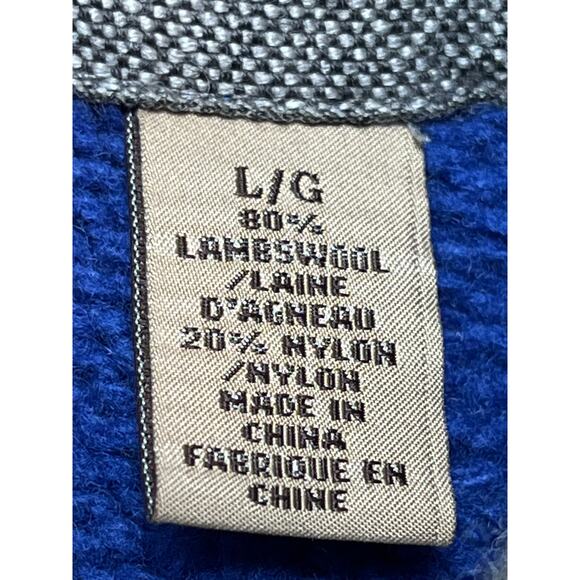 L/G
80%
LAMBSWOOL
/LAINE
D'AGNEAU
20% NYLON
/NYLON
MADE IN
CHINA
FABRIQUE EN
CHINE